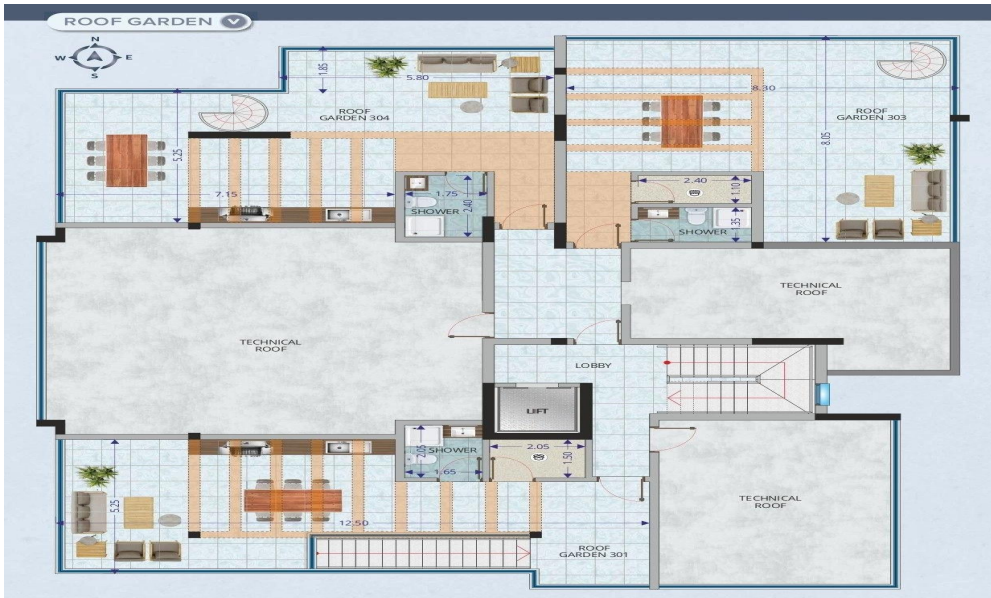 ROOF GARDEN
N
W
E
S
1.85
5.80
ROOF
GARDEN 304
8.30
ROOF
GARDEN 303
8.05
5.25
7.15
1.75
SHOWER
2.40
2.40
1.10
SHOWER
1.35
TECHNICAL
ROOF
TECHNICAL
ROOF
LOBBY
LIFT
2.05
SHOWER
1.65
2.05
1.50
5.25
12.50
TECHNICAL
ROOF
ROOF
GARDEN 301